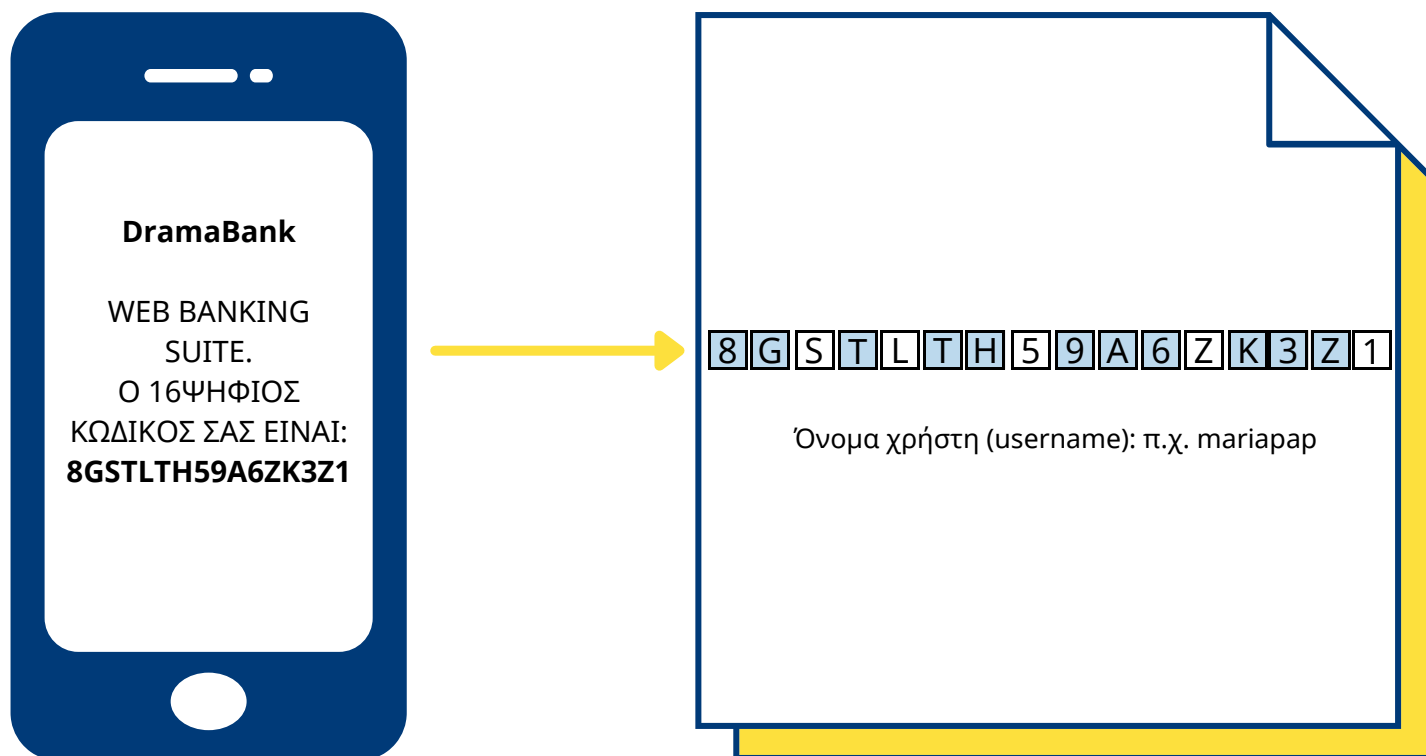 DramaBank
WEB BANKING
SUITE.
Ο 16ΨΗΦΙΟΣ
ΚΩΔΙΚΟΣ ΣΑΣ ΕΙΝΑΙ:
8GSTLTH59A6ZK3Z1
8GSTLTH59A6ZK3Z1
Όνομα χρήστη (username): π.χ. mariapap